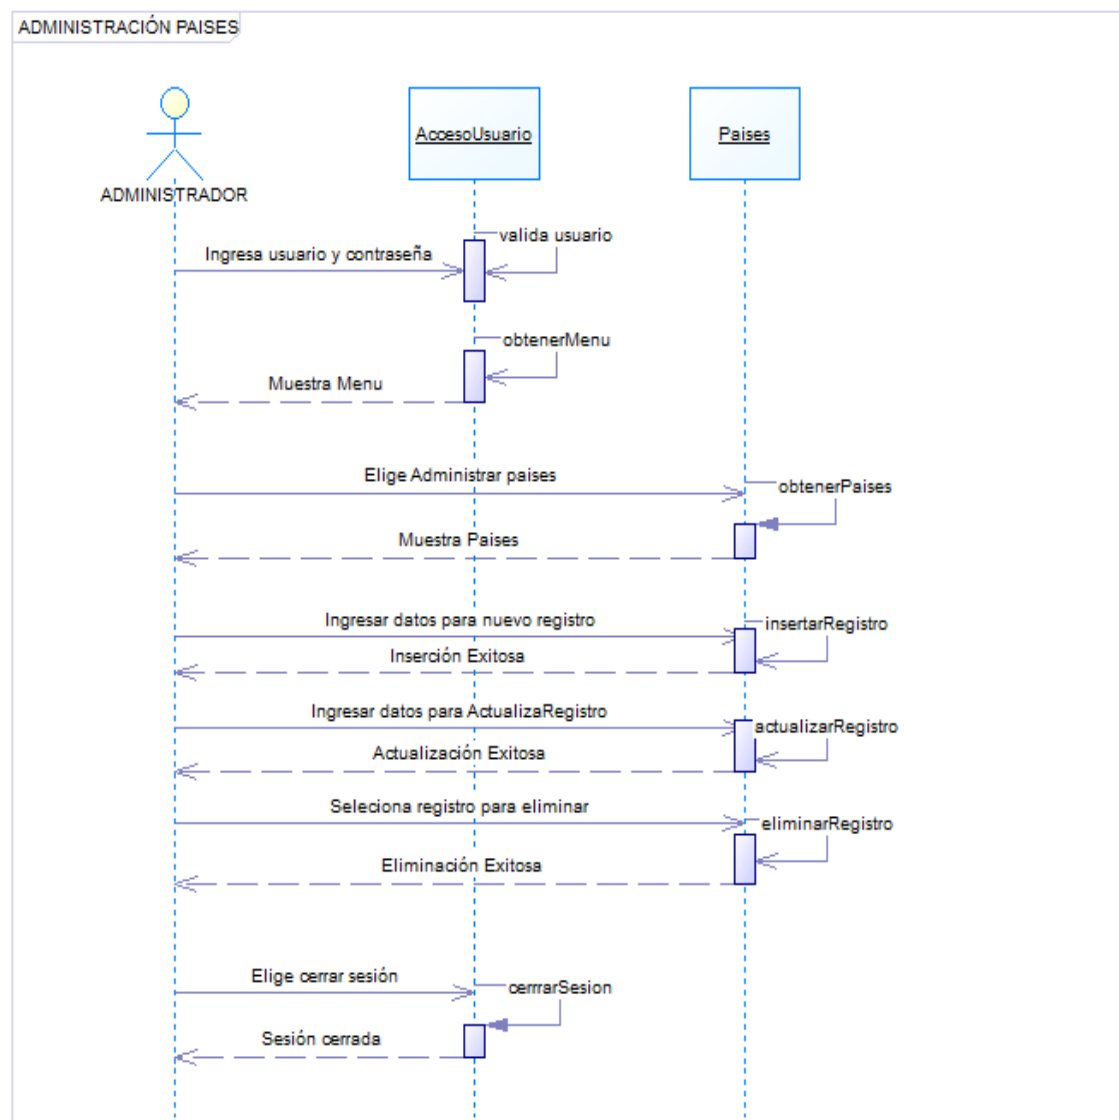 ADMINISTRACIÓN PAISES
AccesoUsuario
Paises
ADMINISTRADOR
valida usuario
Ingresa usuario y contraseña
obtenerMenu
Muestra Menu
Elige Administrar paises
obtenerPaises
Muestra Paises
Ingresar datos para nuevo registro
insertarRegistro
Inserción Exitosa
Ingresar datos para ActualizaRegistro
actualizarRegistro
Actualización Exitosa
Seleciona registro para eliminar
eliminarRegistro
Eliminación Exitosa
Elige cerrar sesión
cerrrarSesion
Sesión cerrada